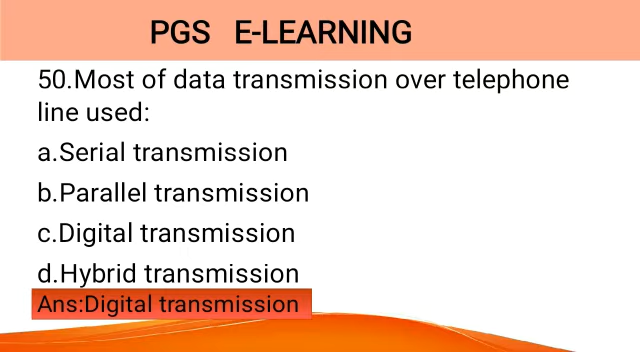 PGS E-LEARNING
50.Most of data transmission over telephone
line used:
a.Serial transmission
b.Parallel transmission
c.Digital transmission
d.Hybrid transmission
Ans:Digital transmission